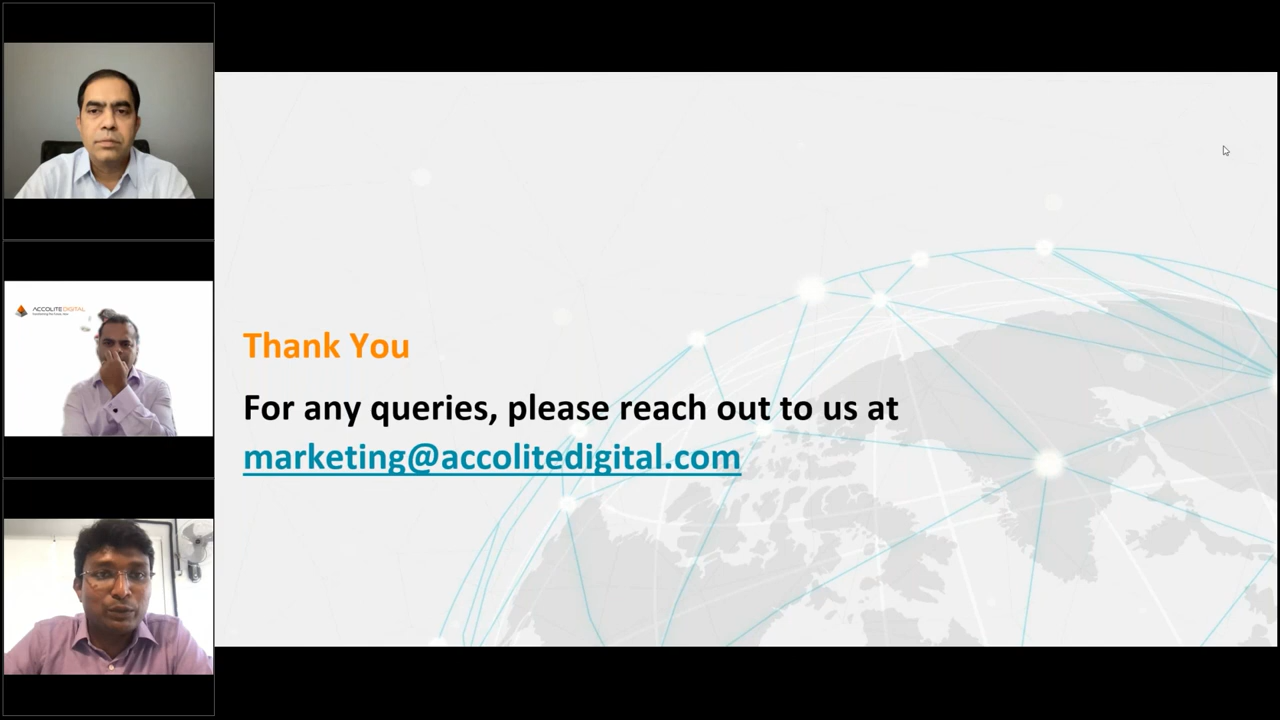 ACCOLITEDIGITAL
Thank You
For any queries, please reach out to us at
marketing@accolitedigital.com